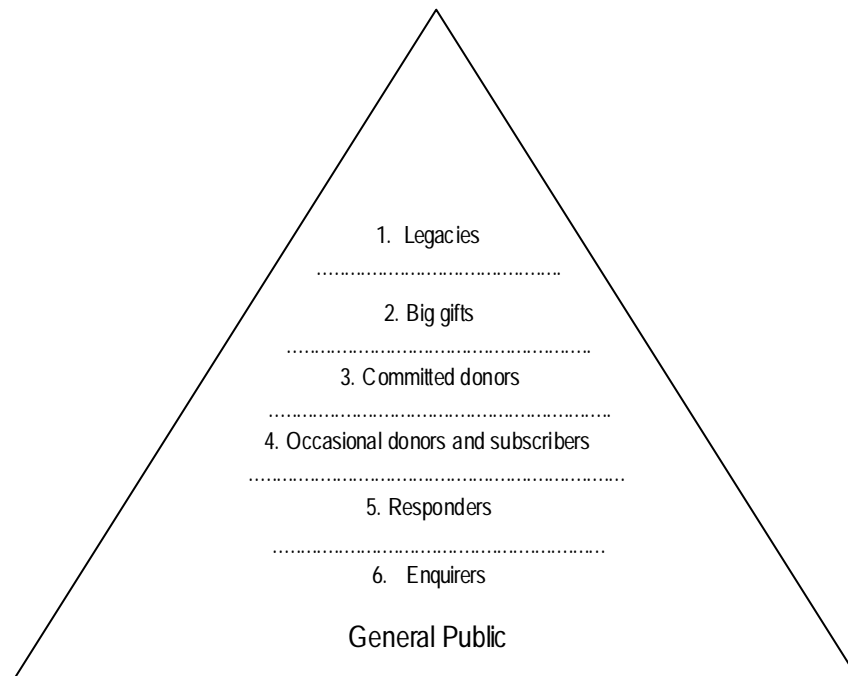 1. Legacies
2. Big gifts
3. Committed donors
4. Occasional donors and subscribers
5. Responders
6. Enquirers
General Public